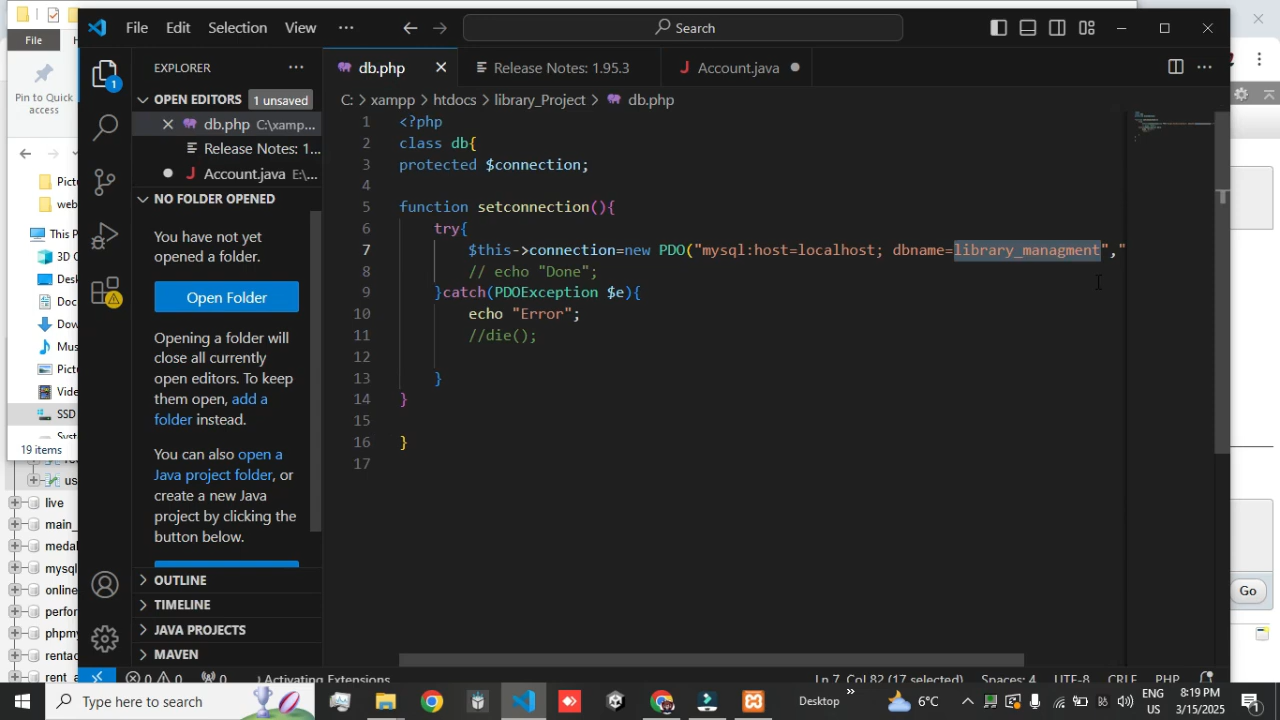 File Edit Selection View ··· Search
File
Pin to Quick
access
Pictu
web
This P
3D C
Desk
Doc
Dow
Mus
Pict
Vide
SSD
Syst
19 items
us
live
main_
medal
mysql
online
perfor
phpmy
rentac
rent_a
EXPLORER
OPEN EDITORS 1 unsaved
db.php C:\xamp...
Release Notes: 1...
Account.java E:\...
NO FOLDER OPENED
You have not yet
opened a folder.
Open Folder
Opening a folder will
close all currently
open editors. To keep
them open, add a
folder instead.
You can also open a
Java project folder, or
create a new Java
project by clicking the
button below.
OUTLINE
TIMELINE
JAVA PROJECTS
MAVEN
db.php Release Notes: 1.95.3 Account.java
C: > xampp > htdocs > library_Project > db.php
1 <?php
2 class db{
3 protected $connection;
4
5 function setconnection(){
6 try{
7 $this->connection=new PDO("mysql:host=localhost; dbname=library_managment","
8 // echo "Done";
9 }catch(PDOException $e){
10 echo "Error";
11 //die();
12
13 }
14 }
15
16 }
17
Go
0 0 0 Activating Extensions... Ln 7, Col 82 (17 selected) Spaces: 4 UTF-8 CRLF PHP
Type here to search
Desktop
6°C
ENG
US
8:19 PM
3/15/2025
1